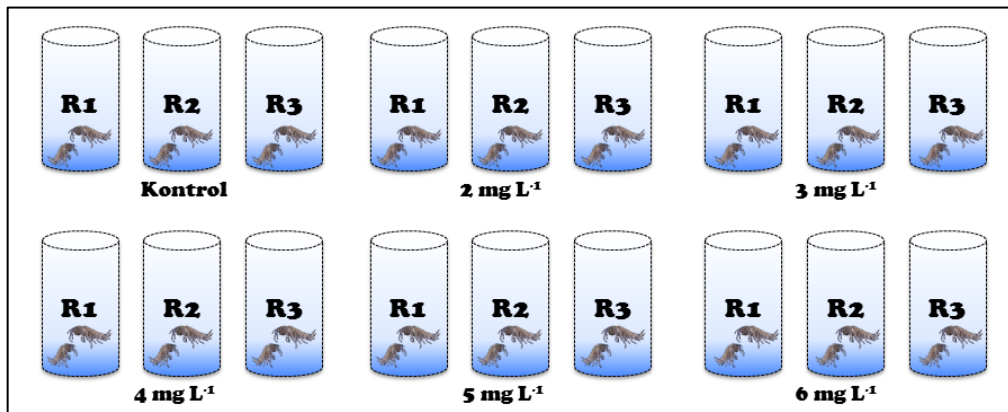 R1 R2 R3 R1 R2 R3 R1 R2 R3
Kontrol 2 mg L-1 3 mg L-1
R1 R2 R3 R1 R2 R3 R1 R2 R3
4 mg L-1 5 mg L-1 6 mg L-1